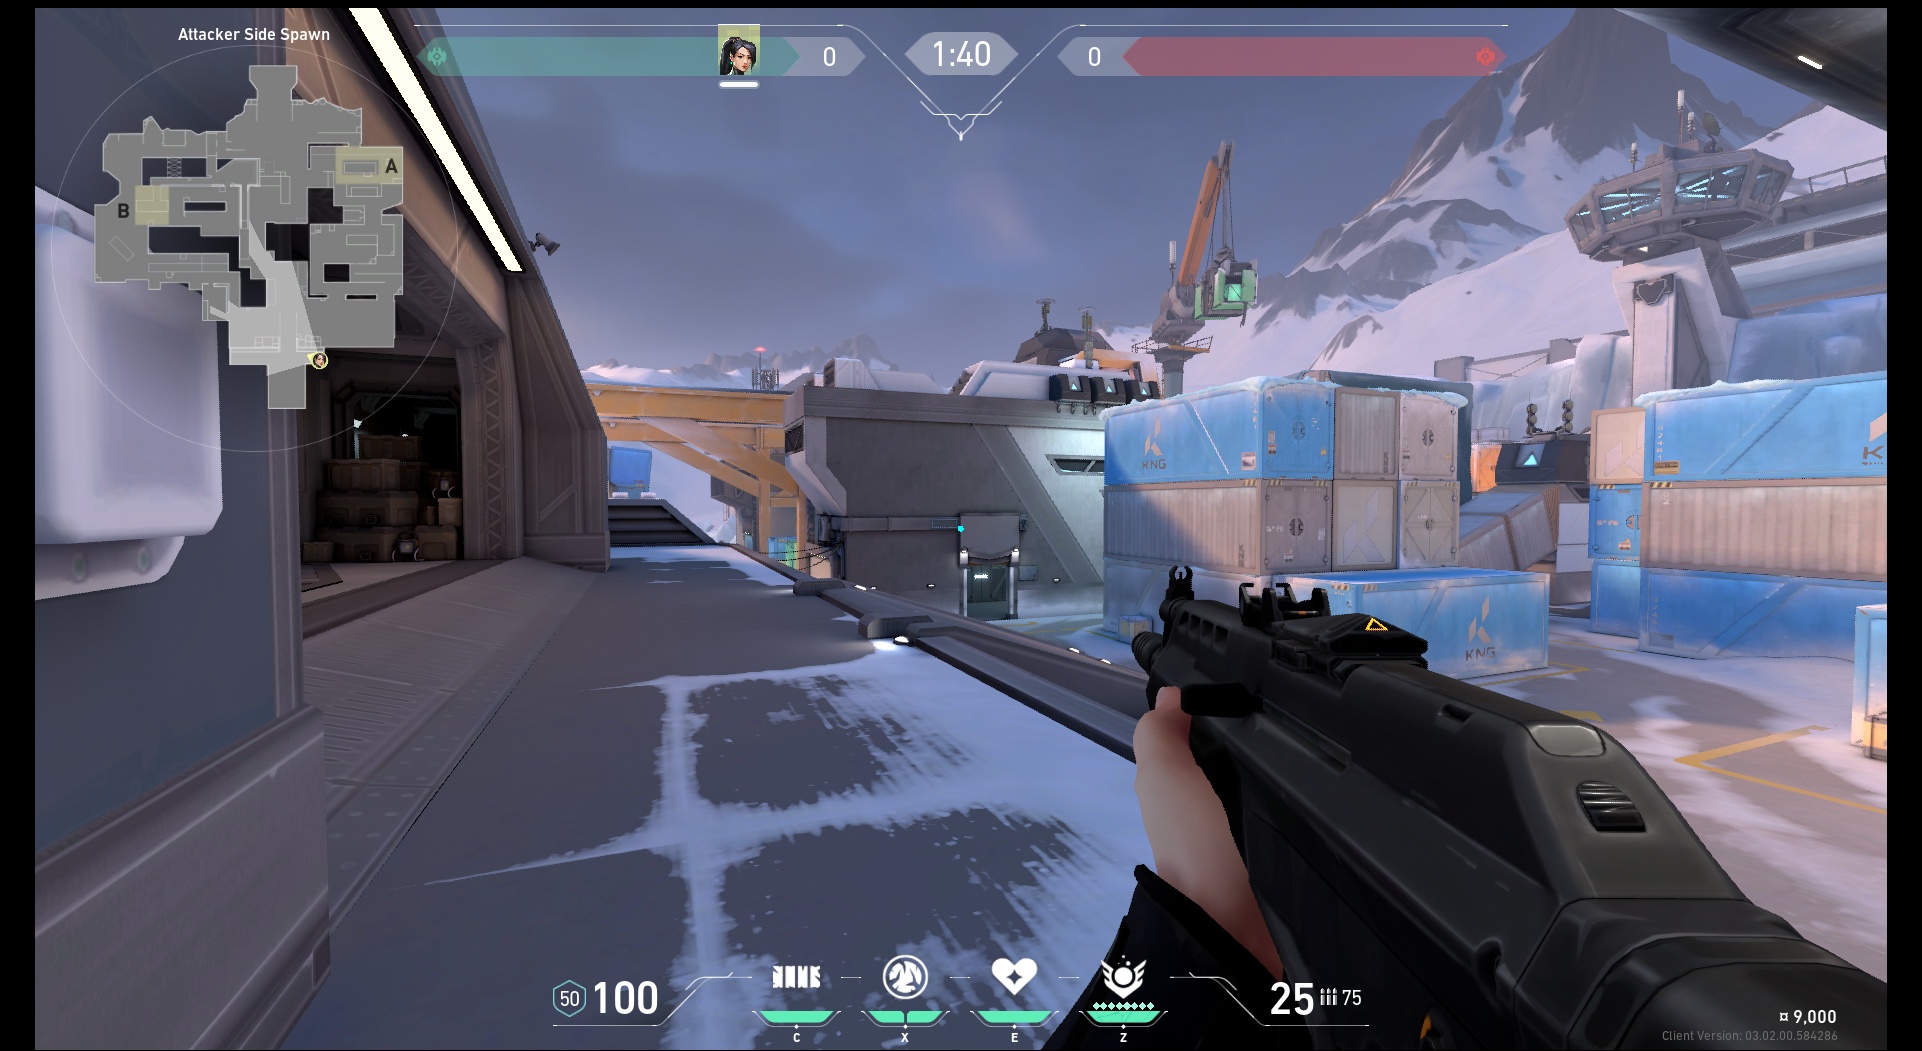 Attacker Side Spawn
0
1:40
0
A
B
KNG
KNG
K
50
100
25
75
C
X
E
Z
¤ 9,000
Client Version: 03.02.00.584286